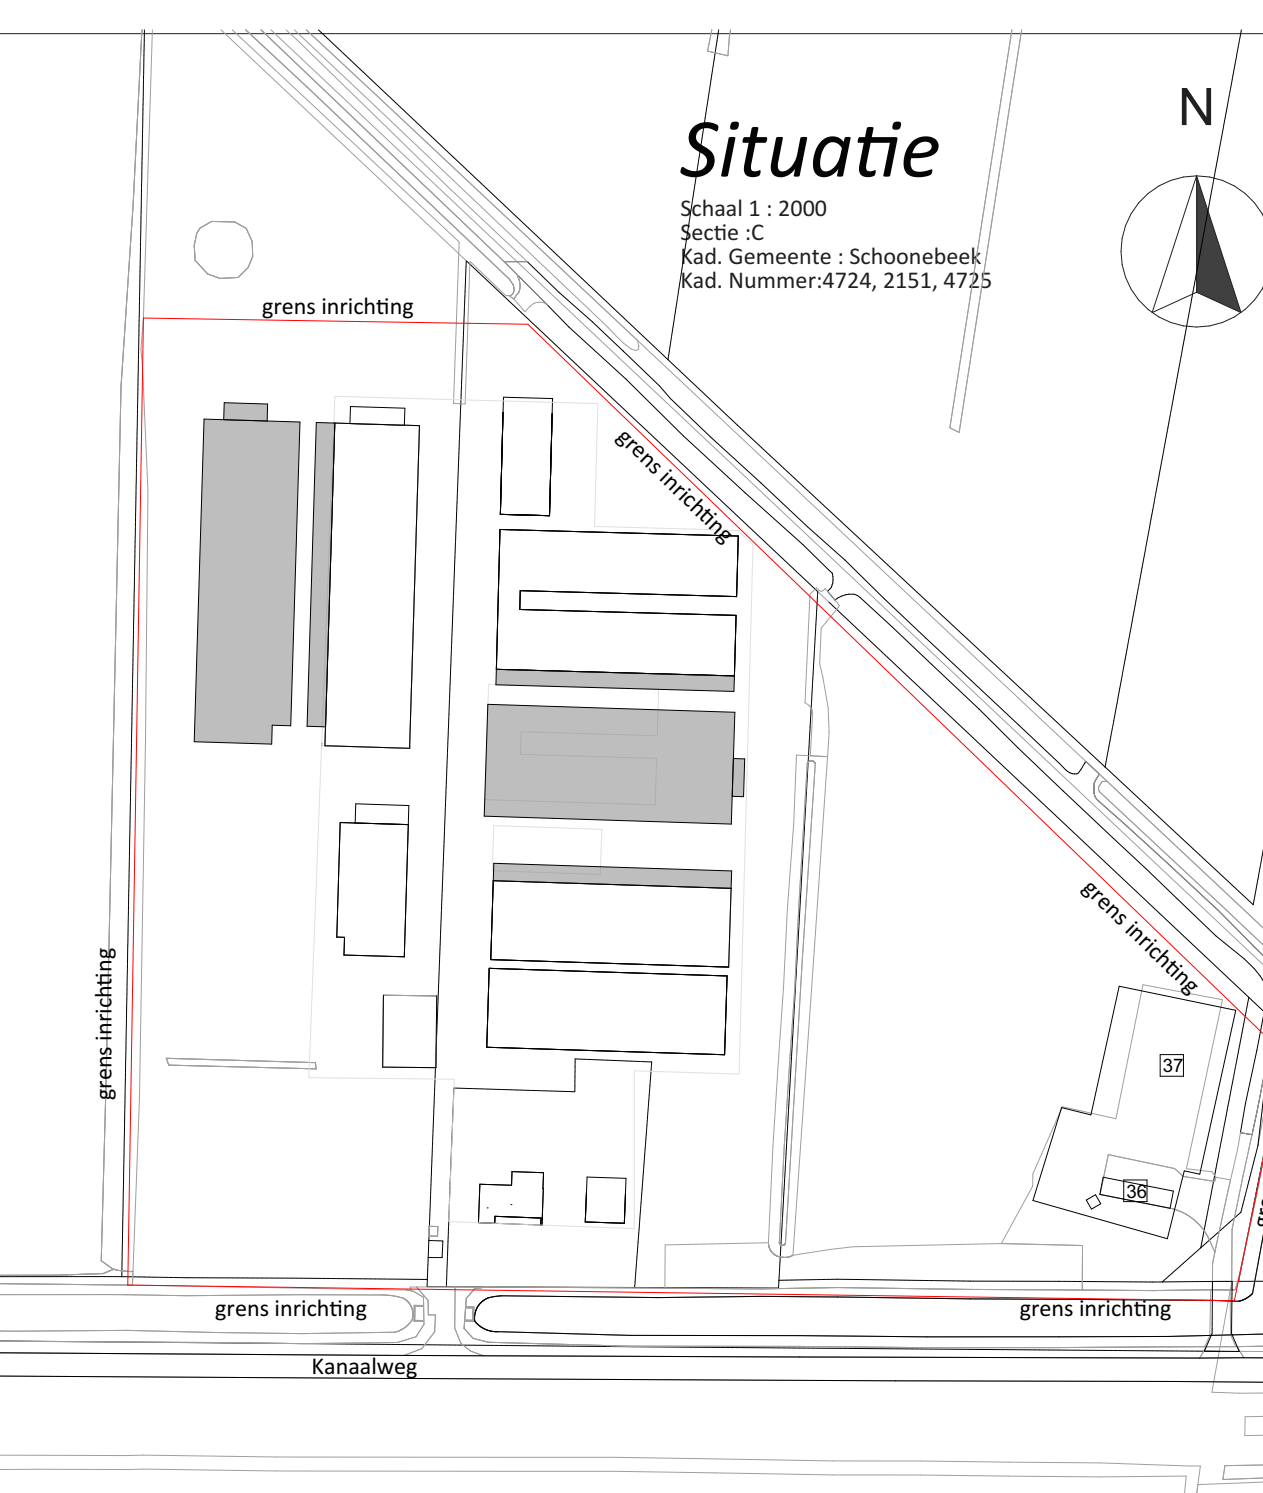 N
Situatie
Schaal 1 : 2000
Sectie :C
Kad. Gemeente : Schoonebeek
Kad. Nummer:4724, 2151, 4725
grens inrichting
grens inrichting
grens inrichting
grens inrichting
37
36
grens inrichting
grens inrichting
Kanaalweg